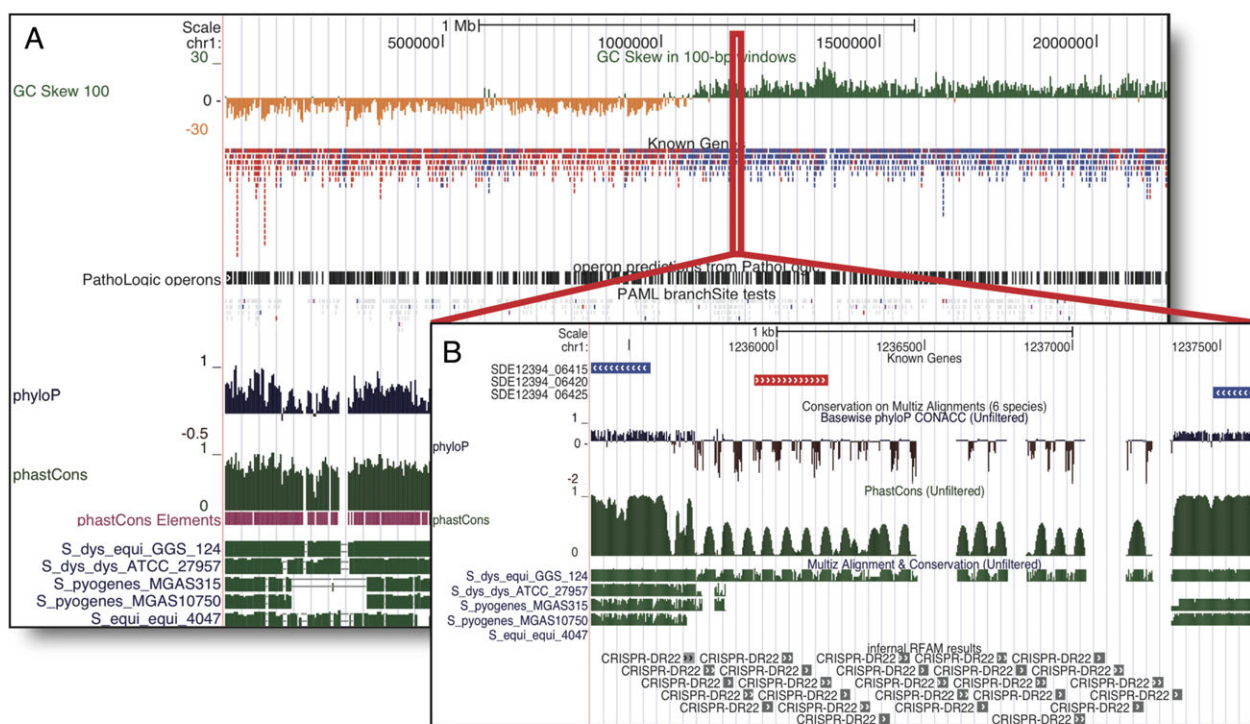 A
Scale
1 Mb
chr1:
500000
1000000
1500000
2000000
30
GC Skew in 100-bp windows
GC Skew 100
0
-30
Known Genes
operon predictions from PathoLogic
PathoLogic operons
PAML branchSite tests
1
phyloP
-0.5
1
phastCons
0
phastCons Elements
S_dys_equi_GGS_124
S_dys_dys_ATCC_27957
S_pyogenes_MGAS315
S_pyogenes_MGAS10750
S_equi_equi_4047
B
Scale
1 kb
chr1:
1236000
1236500
1237000
1237500
Known Genes
SDE12394_06415
SDE12394_06420
SDE12394_06425
Conservation on Multiz Alignments (6 species)
Basewise phyloP CONACC (Unfiltered)
1
phyloP
0
-2
PhastCons (Unfiltered)
1
phastCons
0
Multiz Alignment & Conservation (Unfiltered)
S_dys_equi_GGS_124
S_dys_dys_ATCC_27957
S_pyogenes_MGAS315
S_pyogenes_MGAS10750
S_equi_equi_4047
infernal RFAM results
CRISPR-DR22 CRISPR-DR22 CRISPR-DR22 CRISPR-DR22 CRISPR-DR22
CRISPR-DR22 CRISPR-DR22 CRISPR-DR22 CRISPR-DR22 CRISPR-DR22
CRISPR-DR22 CRISPR-DR22 CRISPR-DR22 CRISPR-DR22 CRISPR-DR22
CRISPR-DR22 CRISPR-DR22 CRISPR-DR22 CRISPR-DR22 CRISPR-DR22
CRISPR-DR22 CRISPR-DR22 CRISPR-DR22 CRISPR-DR22
CRISPR-DR22 CRISPR-DR22